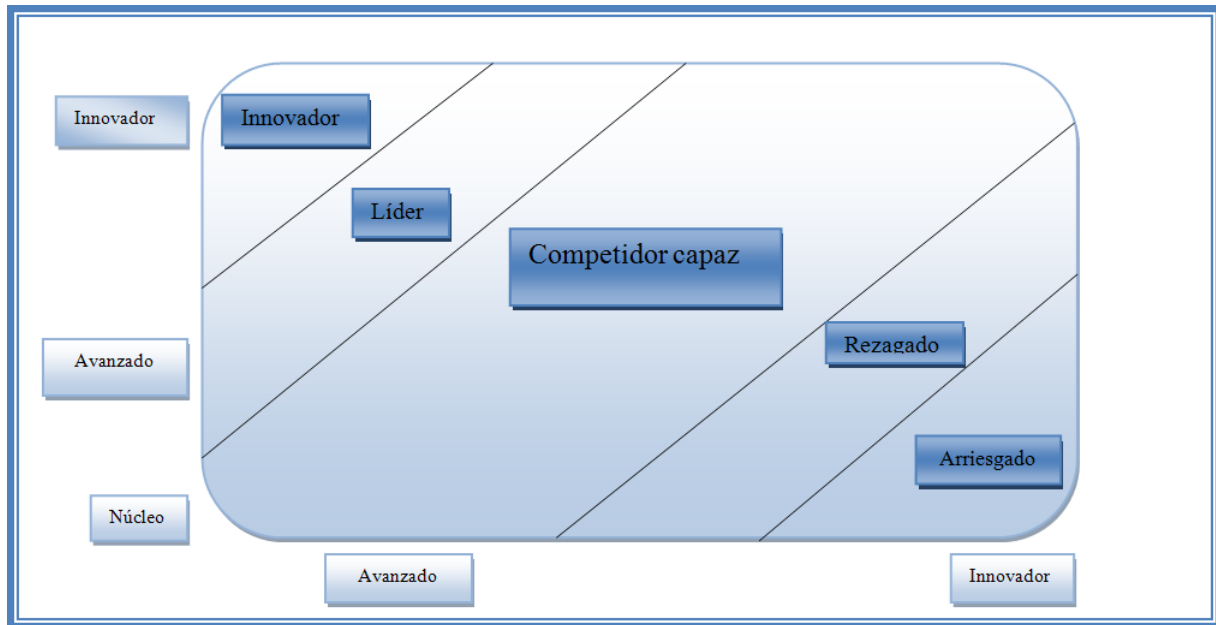 Innovador
Innovador
Líder
Competidor capaz
Rezagado
Avanzado
Arriesgado
Núcleo
Avanzado
Innovador